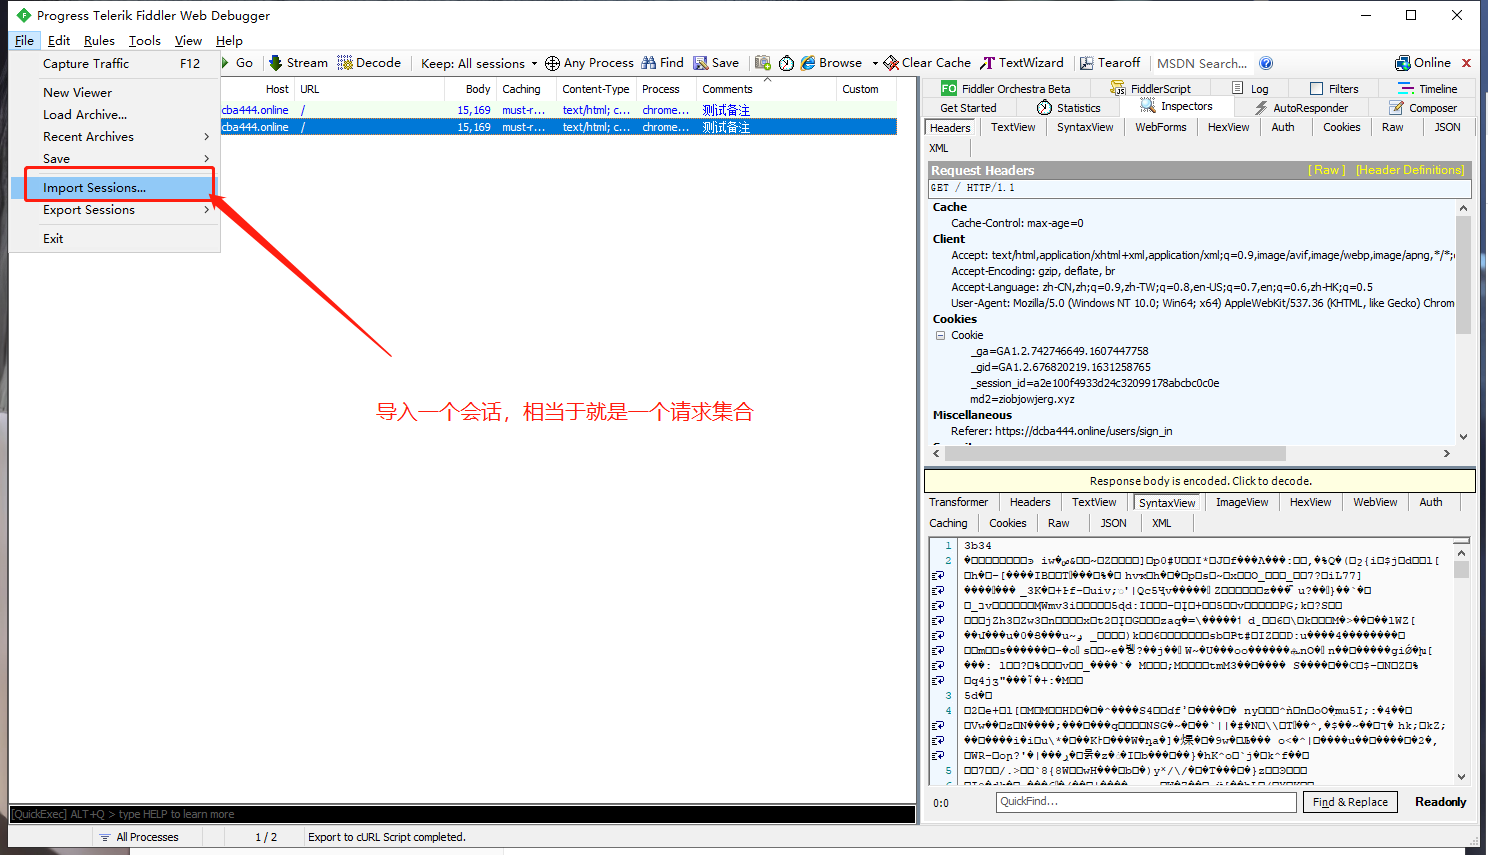 Progress Telerik Fiddler Web Debugger
File Edit Rules Tools View Help
Capture Traffic F12
New Viewer
Load Archive...
Recent Archives
Save
Import Sessions...
Export Sessions
Exit
Go Stream Decode Keep: All sessions Any Process Find Save Browse Clear Cache TextWizard Tearoff MSDN Search... Online
Host URL Body Caching Content-Type Process Comments Custom
cba444.online / 15,169 must-r... text/html; c... chrome... 测试备注
cba444.online / 15,169 must-r... text/html; c... chrome... 测试备注
导入一个会话，相当于就是一个请求集合
FO Fiddler Orchestra Beta FiddlerScript Log Filters Timeline
Get Started Statistics Inspectors AutoResponder Composer
Headers TextView SyntaxView WebForms HexView Auth Cookies Raw JSON
XML
Request Headers [ Raw ] [Header Definitions]
GET / HTTP/1.1
Cache
Cache-Control: max-age=0
Client
Accept: text/html,application/xhtml+xml,application/xml;q=0.9,image/avif,image/webp,image/apng,*/*;
Accept-Encoding: gzip, deflate, br
Accept-Language: zh-CN,zh;q=0.9,zh-TW;q=0.8,en-US;q=0.7,en;q=0.6,zh-HK;q=0.5
User-Agent: Mozilla/5.0 (Windows NT 10.0; Win64; x64) AppleWebKit/537.36 (KHTML, like Gecko) Chrom
Cookies
Cookie
_ga=GA1.2.742746649.1607447758
_gid=GA1.2.676820219.1631258765
_session_id=a2e100f4933d24c32099178abcbc0c0e
md2=ziobjowjerg.xyz
Miscellaneous
Referer: https://dcba444.online/users/sign_in
Response body is encoded. Click to decode.
Transformer Headers TextView SyntaxView ImageView HexView WebView Auth
Caching Cookies Raw JSON XML
1 3b34
2
3
4
5
0:0 QuickFind... Find & Replace Readonly
[QuickExec] ALT+Q > type HELP to learn more
All Processes 1 / 2 Export to cURL Script completed.